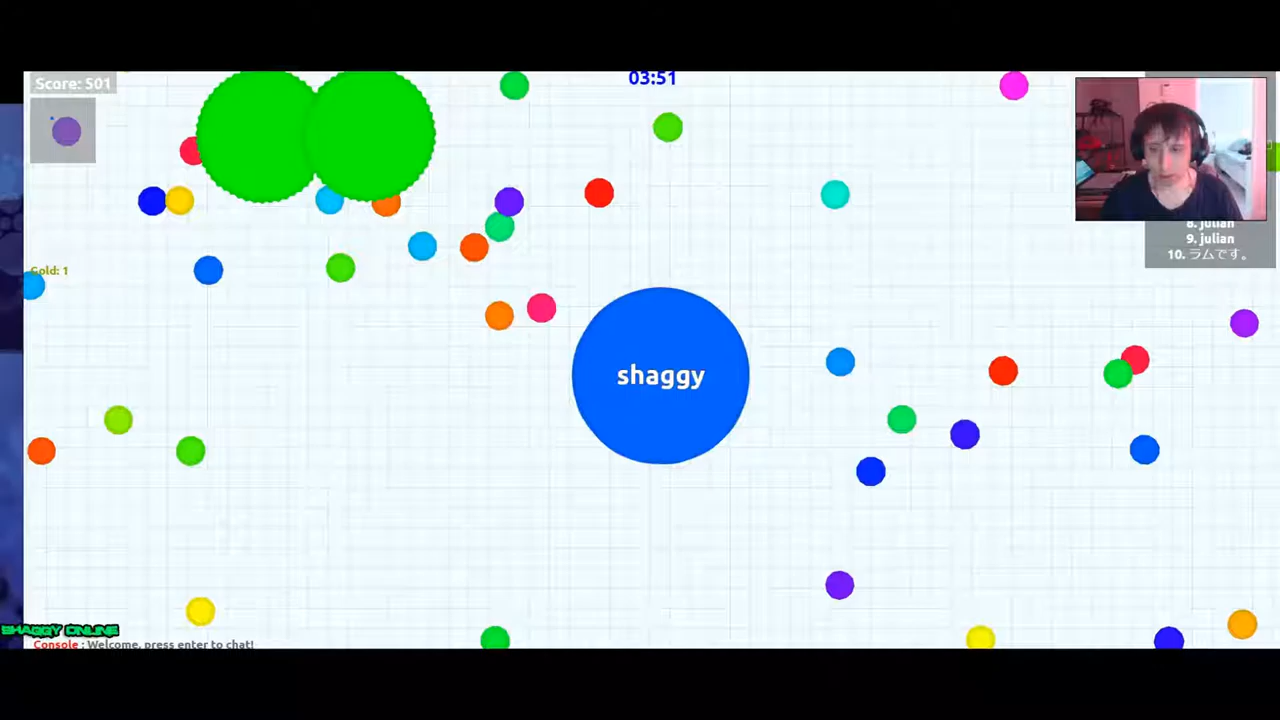 Score: 501
03:51
8. julian
9. julian
10. ラムです。
Gold: 1
shaggy
SHAGGY ONLINE
Console : Welcome, press enter to chat!